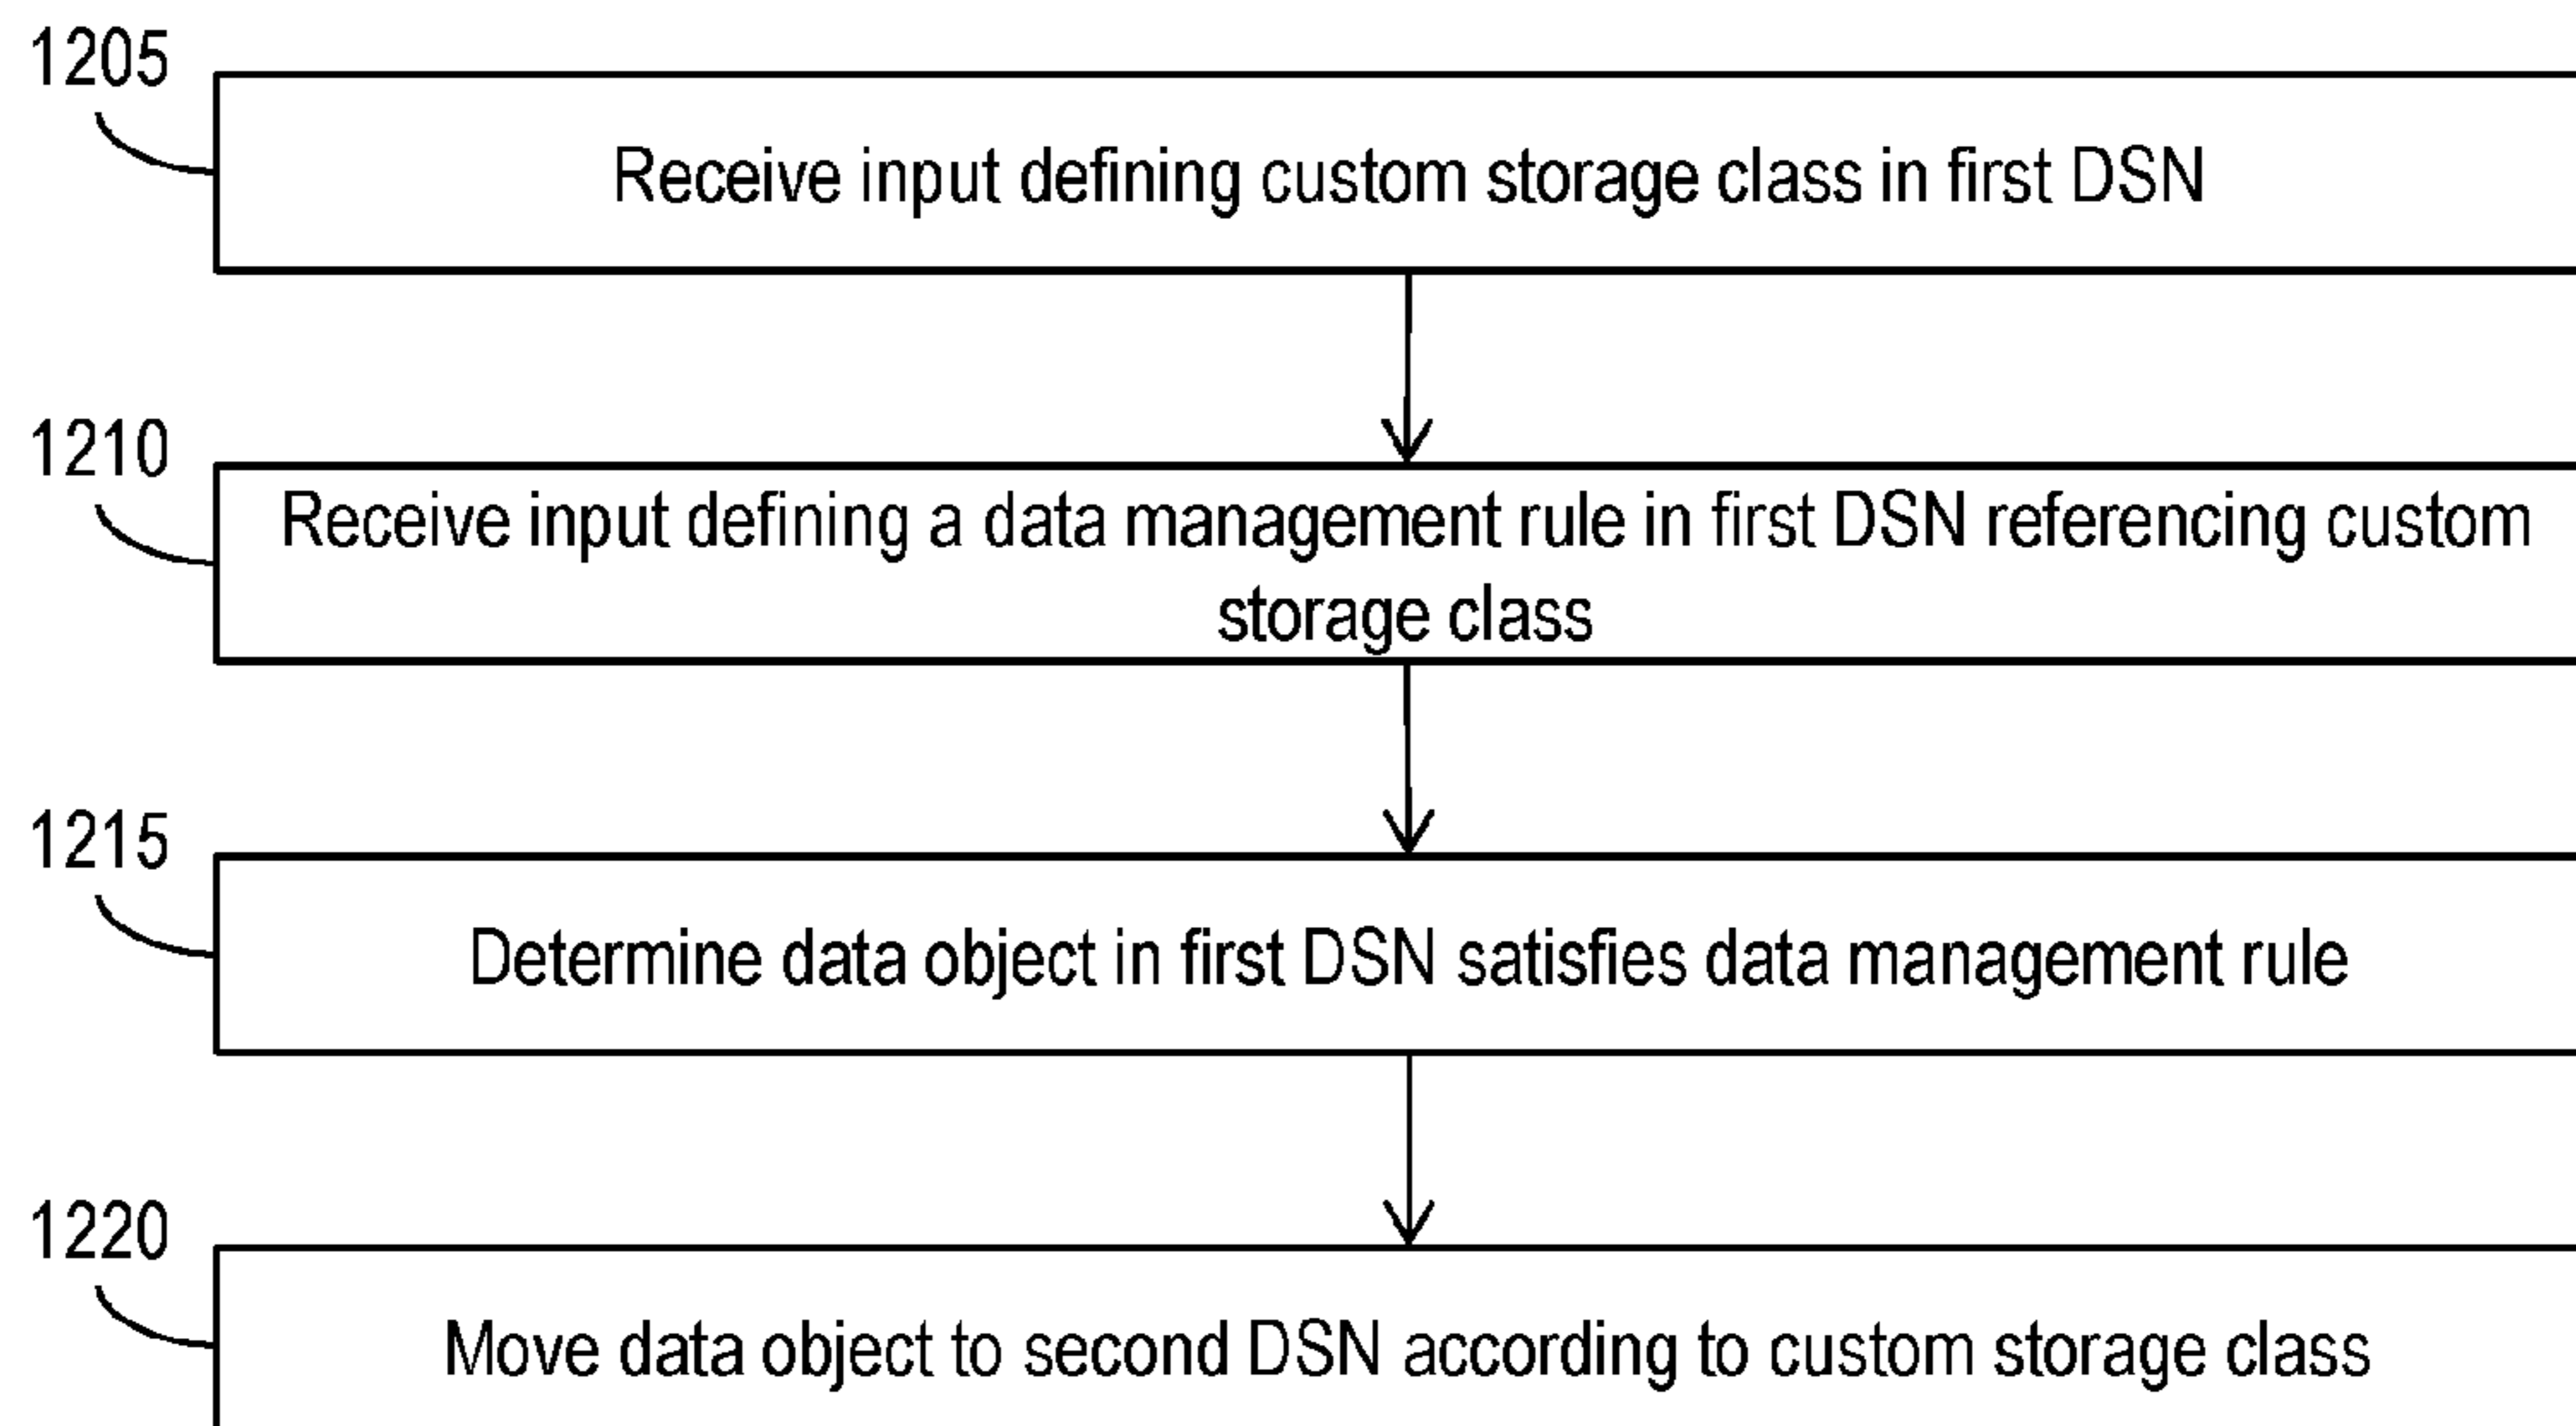 1205
Receive input defining custom storage class in first DSN
1210
Receive input defining a data management rule in first DSN referencing custom
storage class
1215
Determine data object in first DSN satisfies data management rule
1220
Move data object to second DSN according to custom storage class